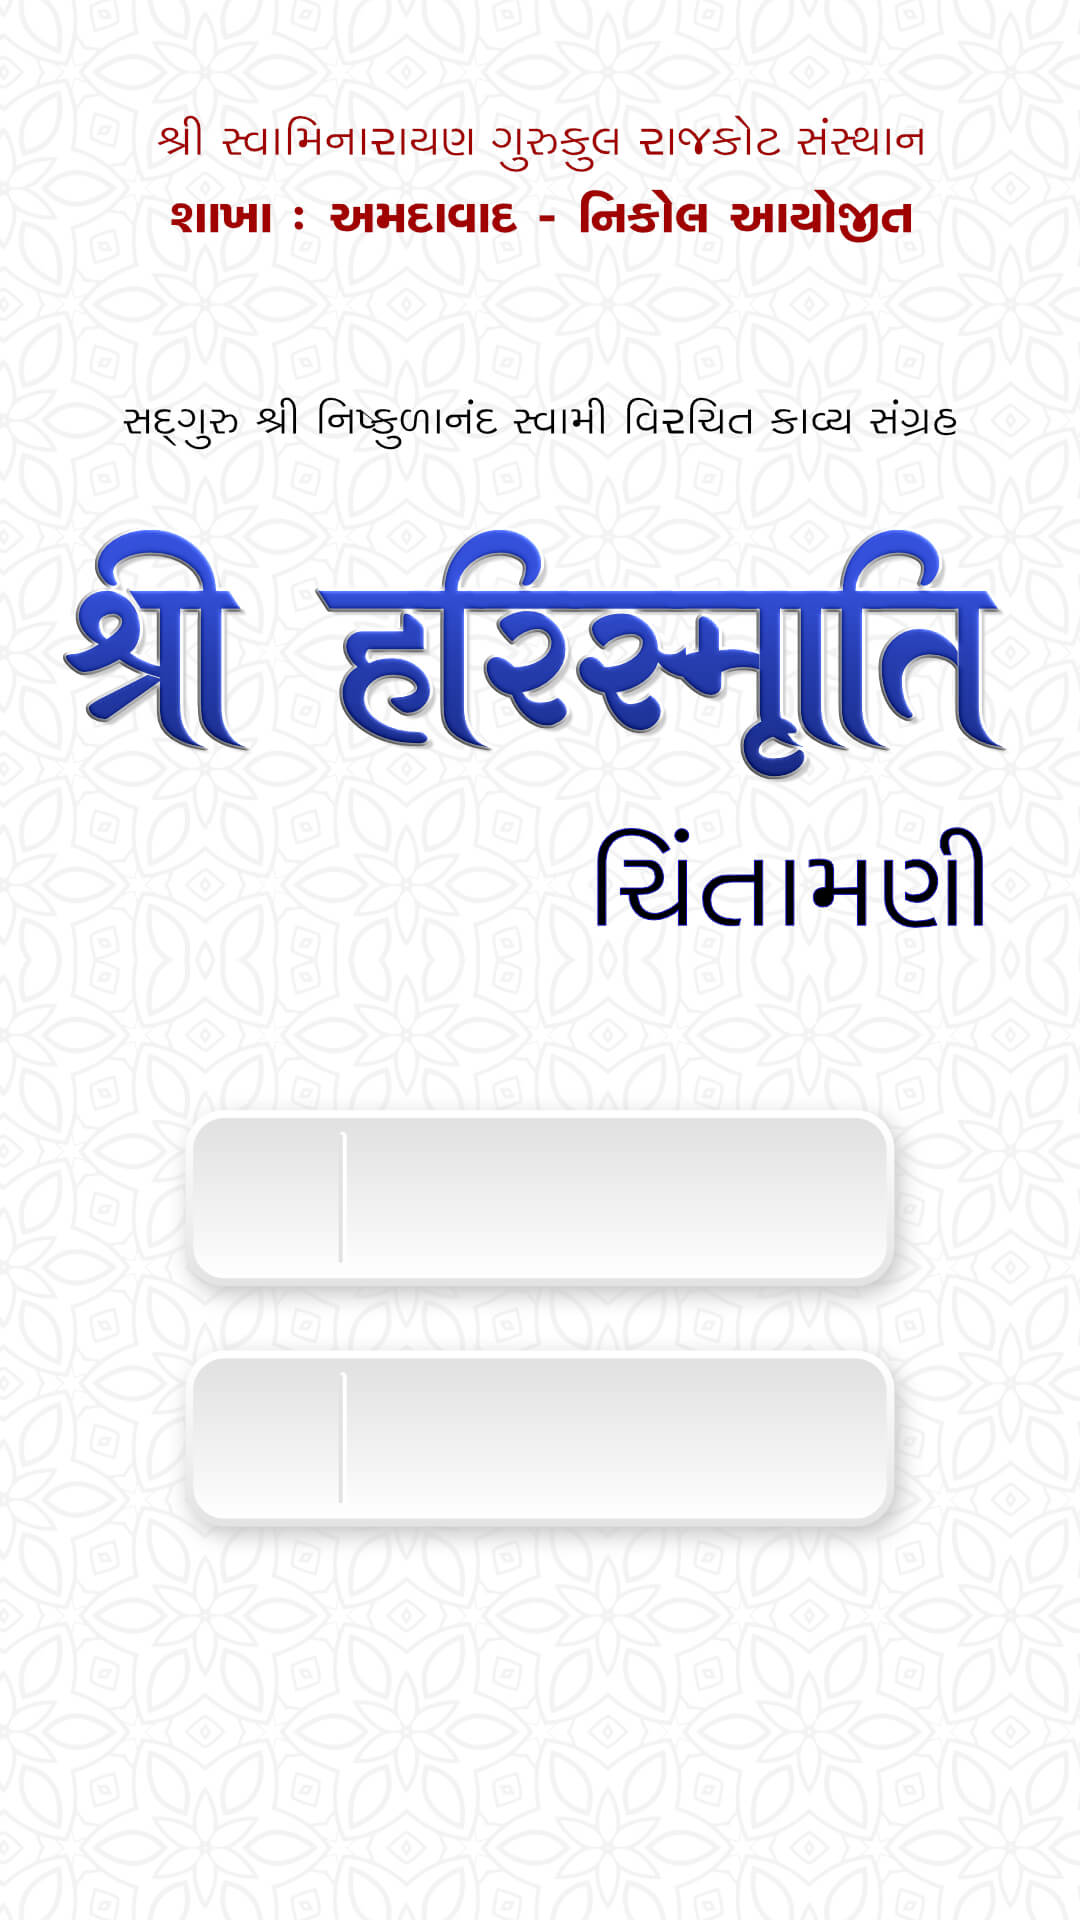 શ્રી સ્વામિનારાયણ ગુરુકુલ રાજકોટ સંસ્થાન
શાખા : અમદાવાદ - નિકોલ આયોજીત
સદ્‌ગુરુ શ્રી નિષ્કુળાનંદ સ્વામી વિરચિત કાવ્ય સંગ્રહ
श्री हरिस्मृति
ચિંતામણી